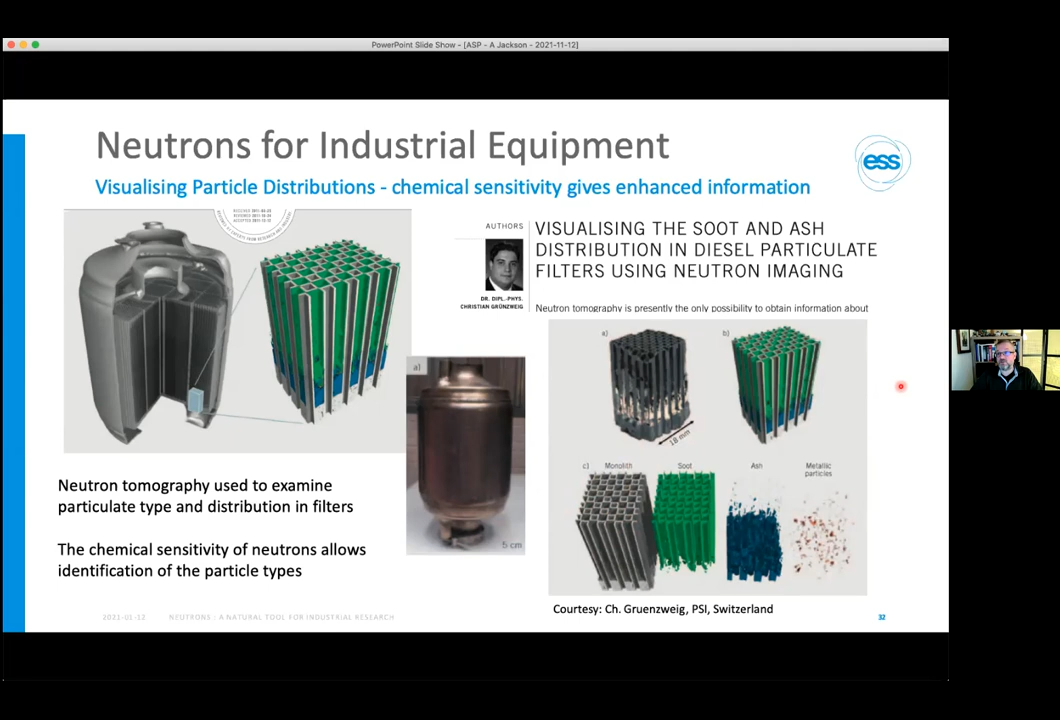 PowerPoint Slide Show - [ASP - A Jackson - 2021-11-12]
Neutrons for Industrial Equipment
ess
Visualising Particle Distributions - chemical sensitivity gives enhanced information
AUTHORS
DR. DIPL.-PHYS.
CHRISTIAN GRÜNZWEIG
VISUALISING THE SOOT AND ASH
DISTRIBUTION IN DIESEL PARTICULATE
FILTERS USING NEUTRON IMAGING
Neutron tomography is presently the only possibility to obtain information about
a)
5 cm
a)
b)
18 mm
c)
Monolith
Soot
Ash
Metallic
particles
Neutron tomography used to examine
particulate type and distribution in filters
The chemical sensitivity of neutrons allows
identification of the particle types
Courtesy: Ch. Gruenzweig, PSI, Switzerland
2021-01-12
NEUTRONS : A NATURAL TOOL FOR INDUSTRIAL RESEARCH
32